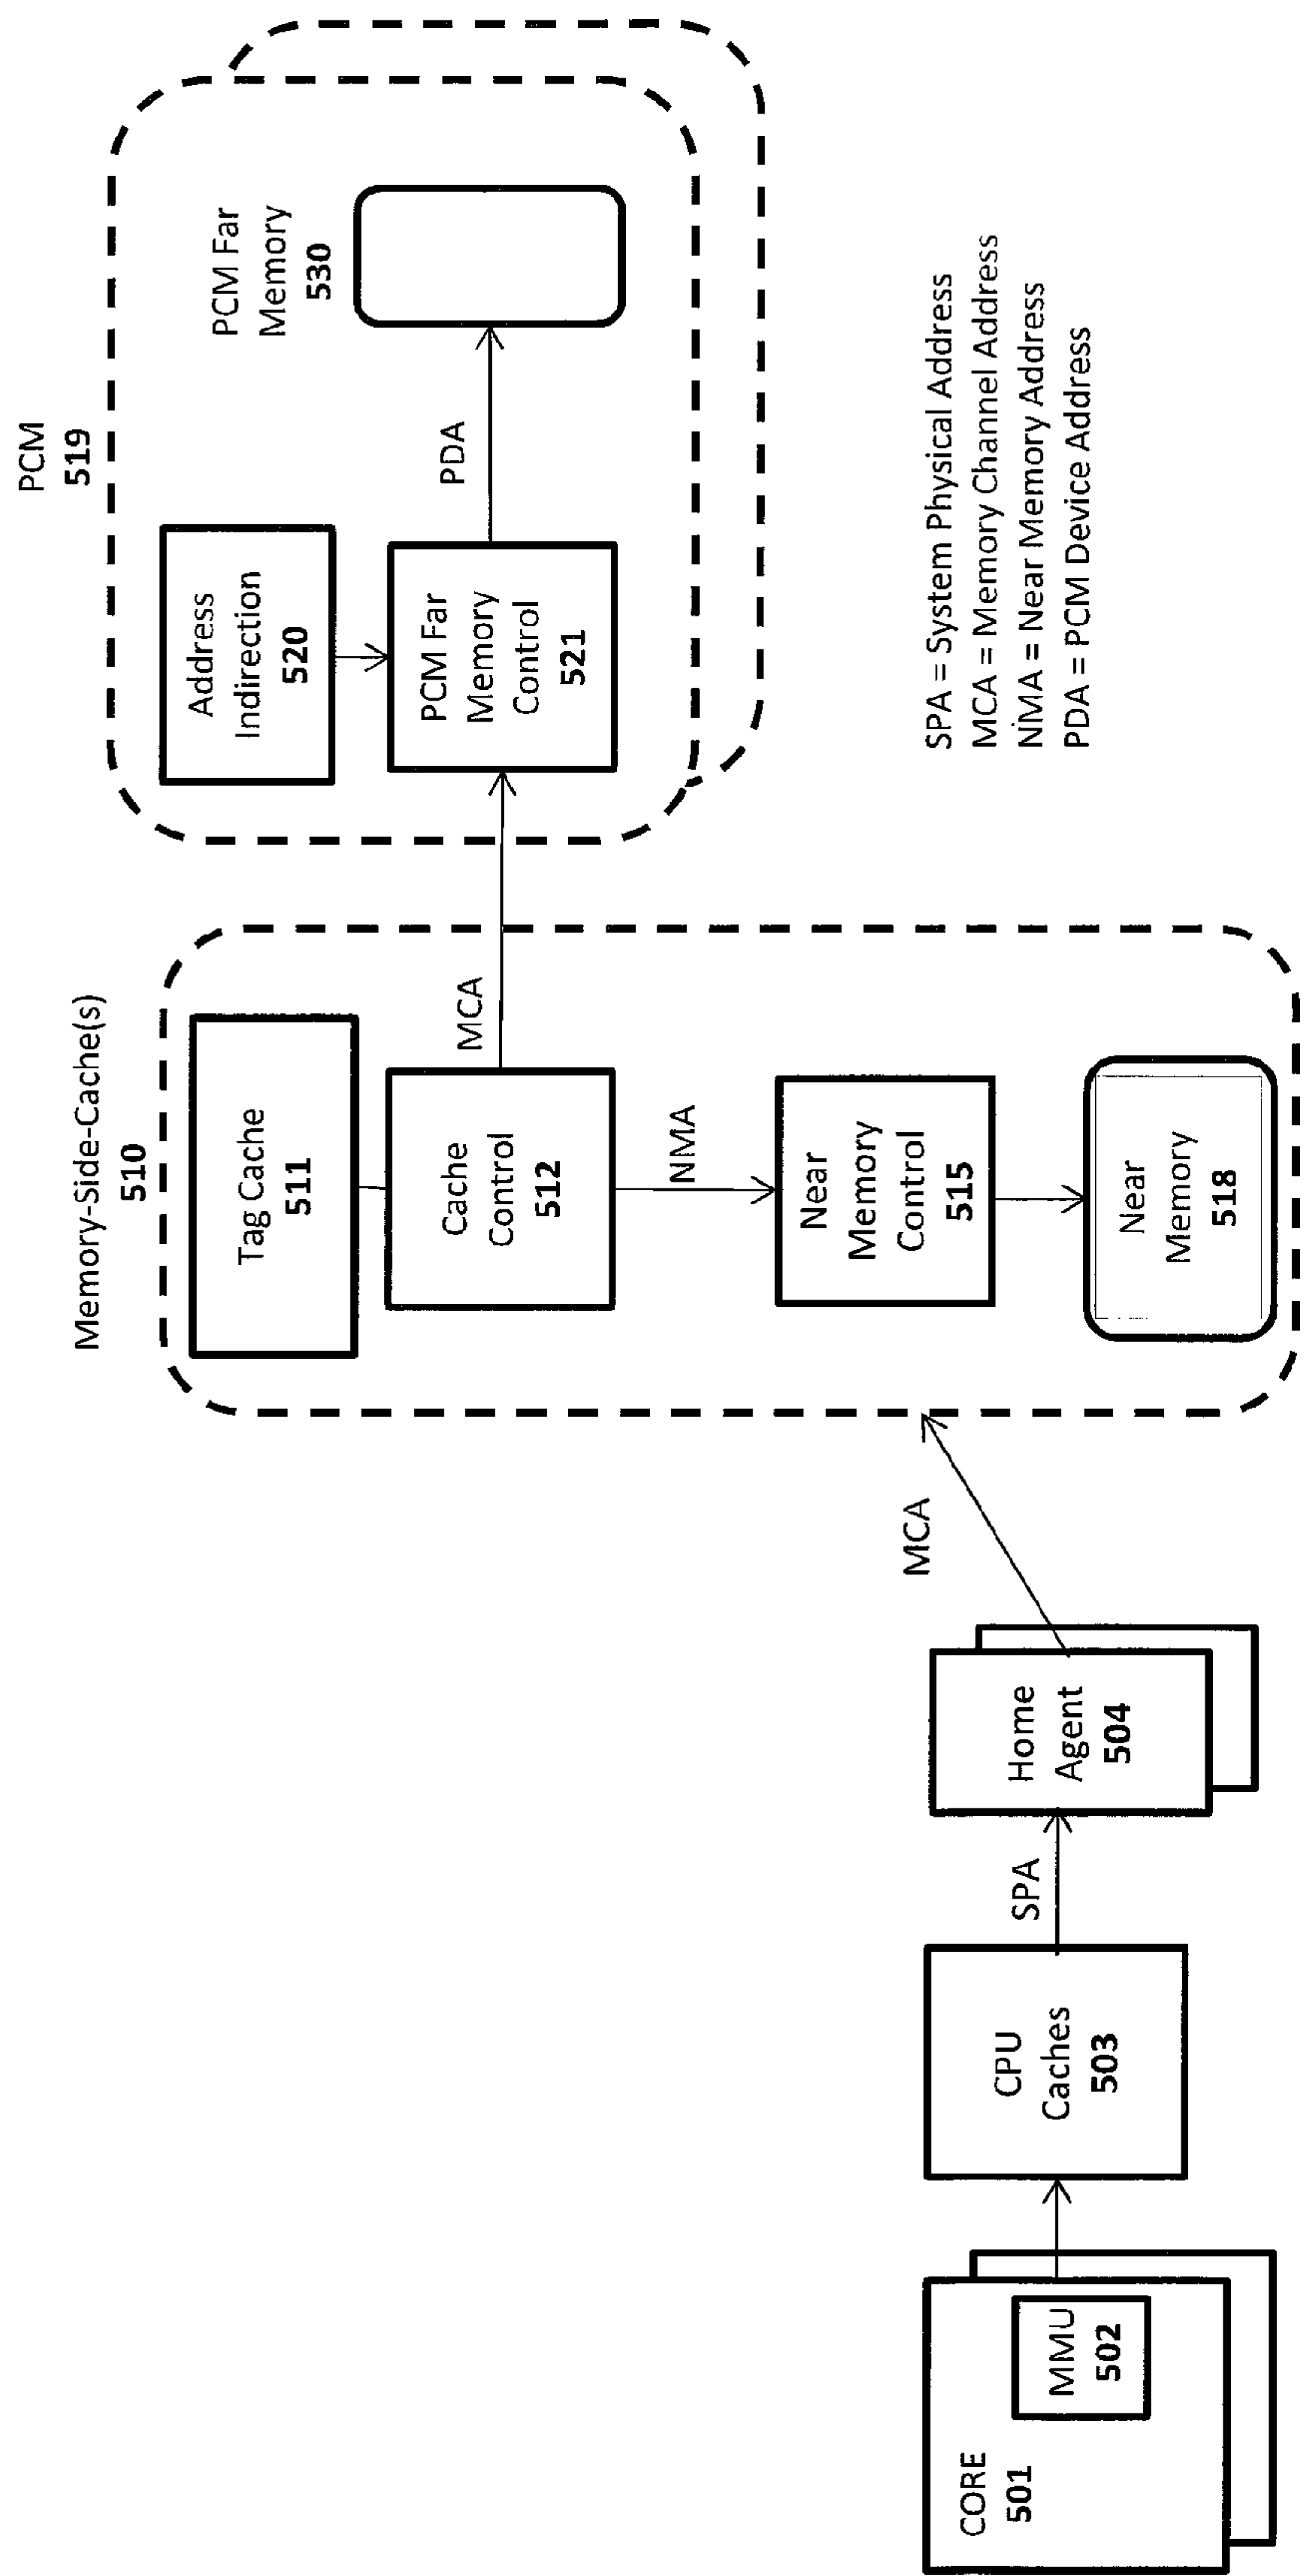 PCM
519
Memory-Side-Cache(s)
510
Address
Indirection
520
PCM Far
Memory
530
Tag Cache
511
PCM Far
Memory
Control
521
PDA
Cache
Control
512
MCA
NMA
Near
Memory
Control
515
Near
Memory
518
MCA
CORE
501
MMU
502
CPU
Caches
503
SPA
Home
Agent
504
SPA = System Physical Address
MCA = Memory Channel Address
NMA = Near Memory Address
PDA = PCM Device Address